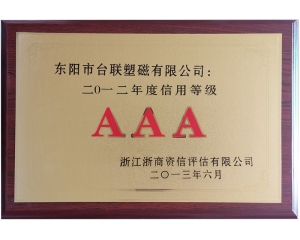 东阳市台联塑磁有限公司：
二〇一二年度信用等级
AAA
浙江浙商资信评估有限公司
二〇一三年六月